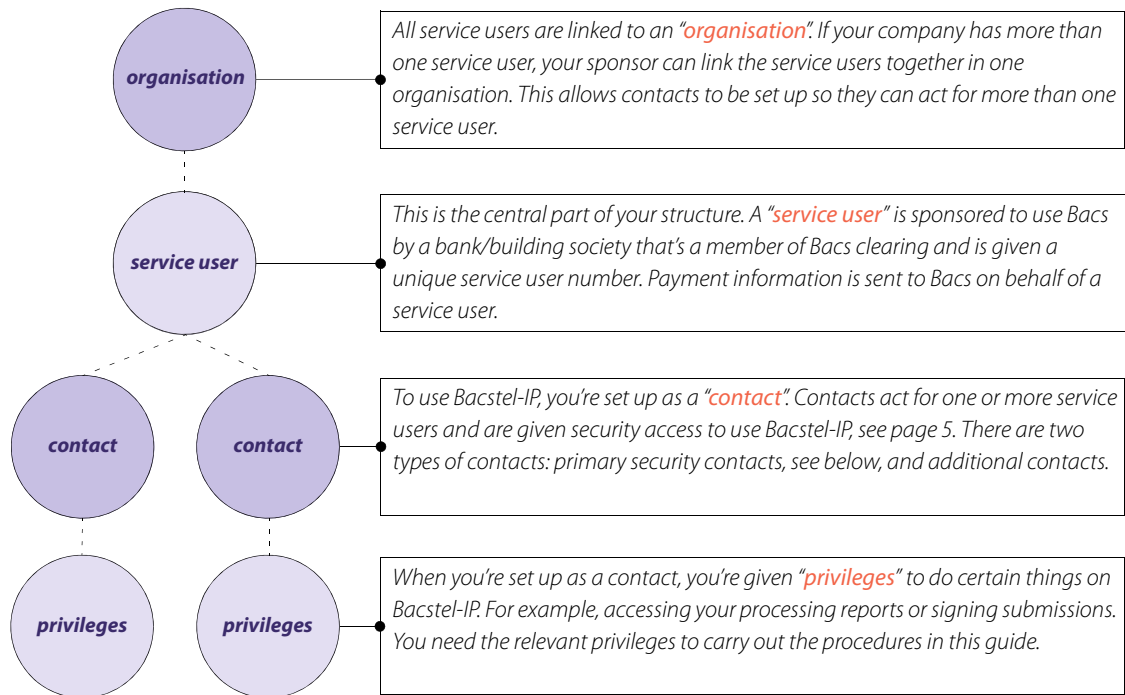 organisation
All service users are linked to an “organisation”. If your company has more than
one service user, your sponsor can link the service users together in one
organisation. This allows contacts to be set up so they can act for more than one
service user.
service user
This is the central part of your structure. A “service user” is sponsored to use Bacs
by a bank/building society that’s a member of Bacs clearing and is given a
unique service user number. Payment information is sent to Bacs on behalf of a
service user.
contact
contact
To use Bacstel-IP, you’re set up as a “contact”. Contacts act for one or more service
users and are given security access to use Bacstel-IP, see page 5. There are two
types of contacts: primary security contacts, see below, and additional contacts.
privileges
privileges
When you’re set up as a contact, you’re given “privileges” to do certain things on
Bacstel-IP. For example, accessing your processing reports or signing submissions.
You need the relevant privileges to carry out the procedures in this guide.